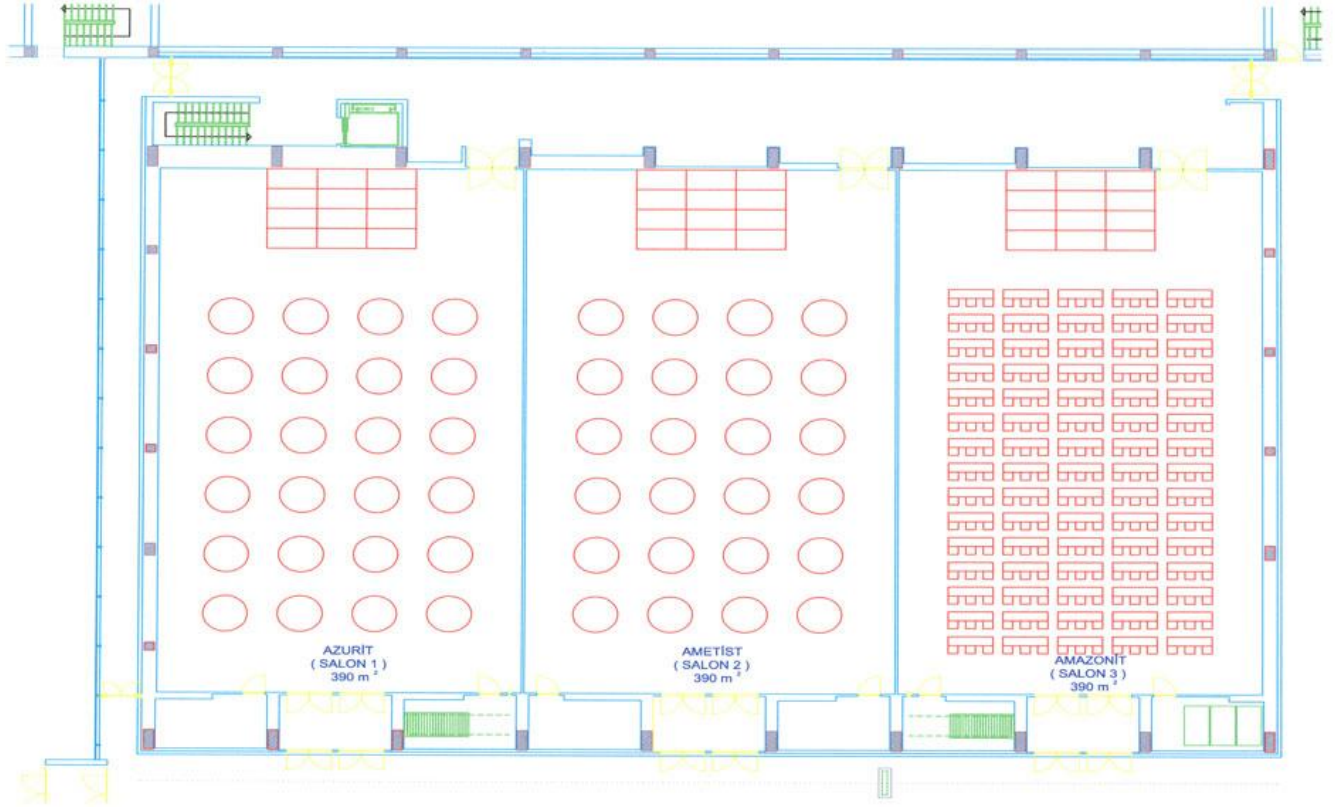 AZURİT
( SALON 1 )
390 m ²
AMETİST
( SALON 2 )
390 m ²
AMAZONİT
( SALON 3 )
390 m ²